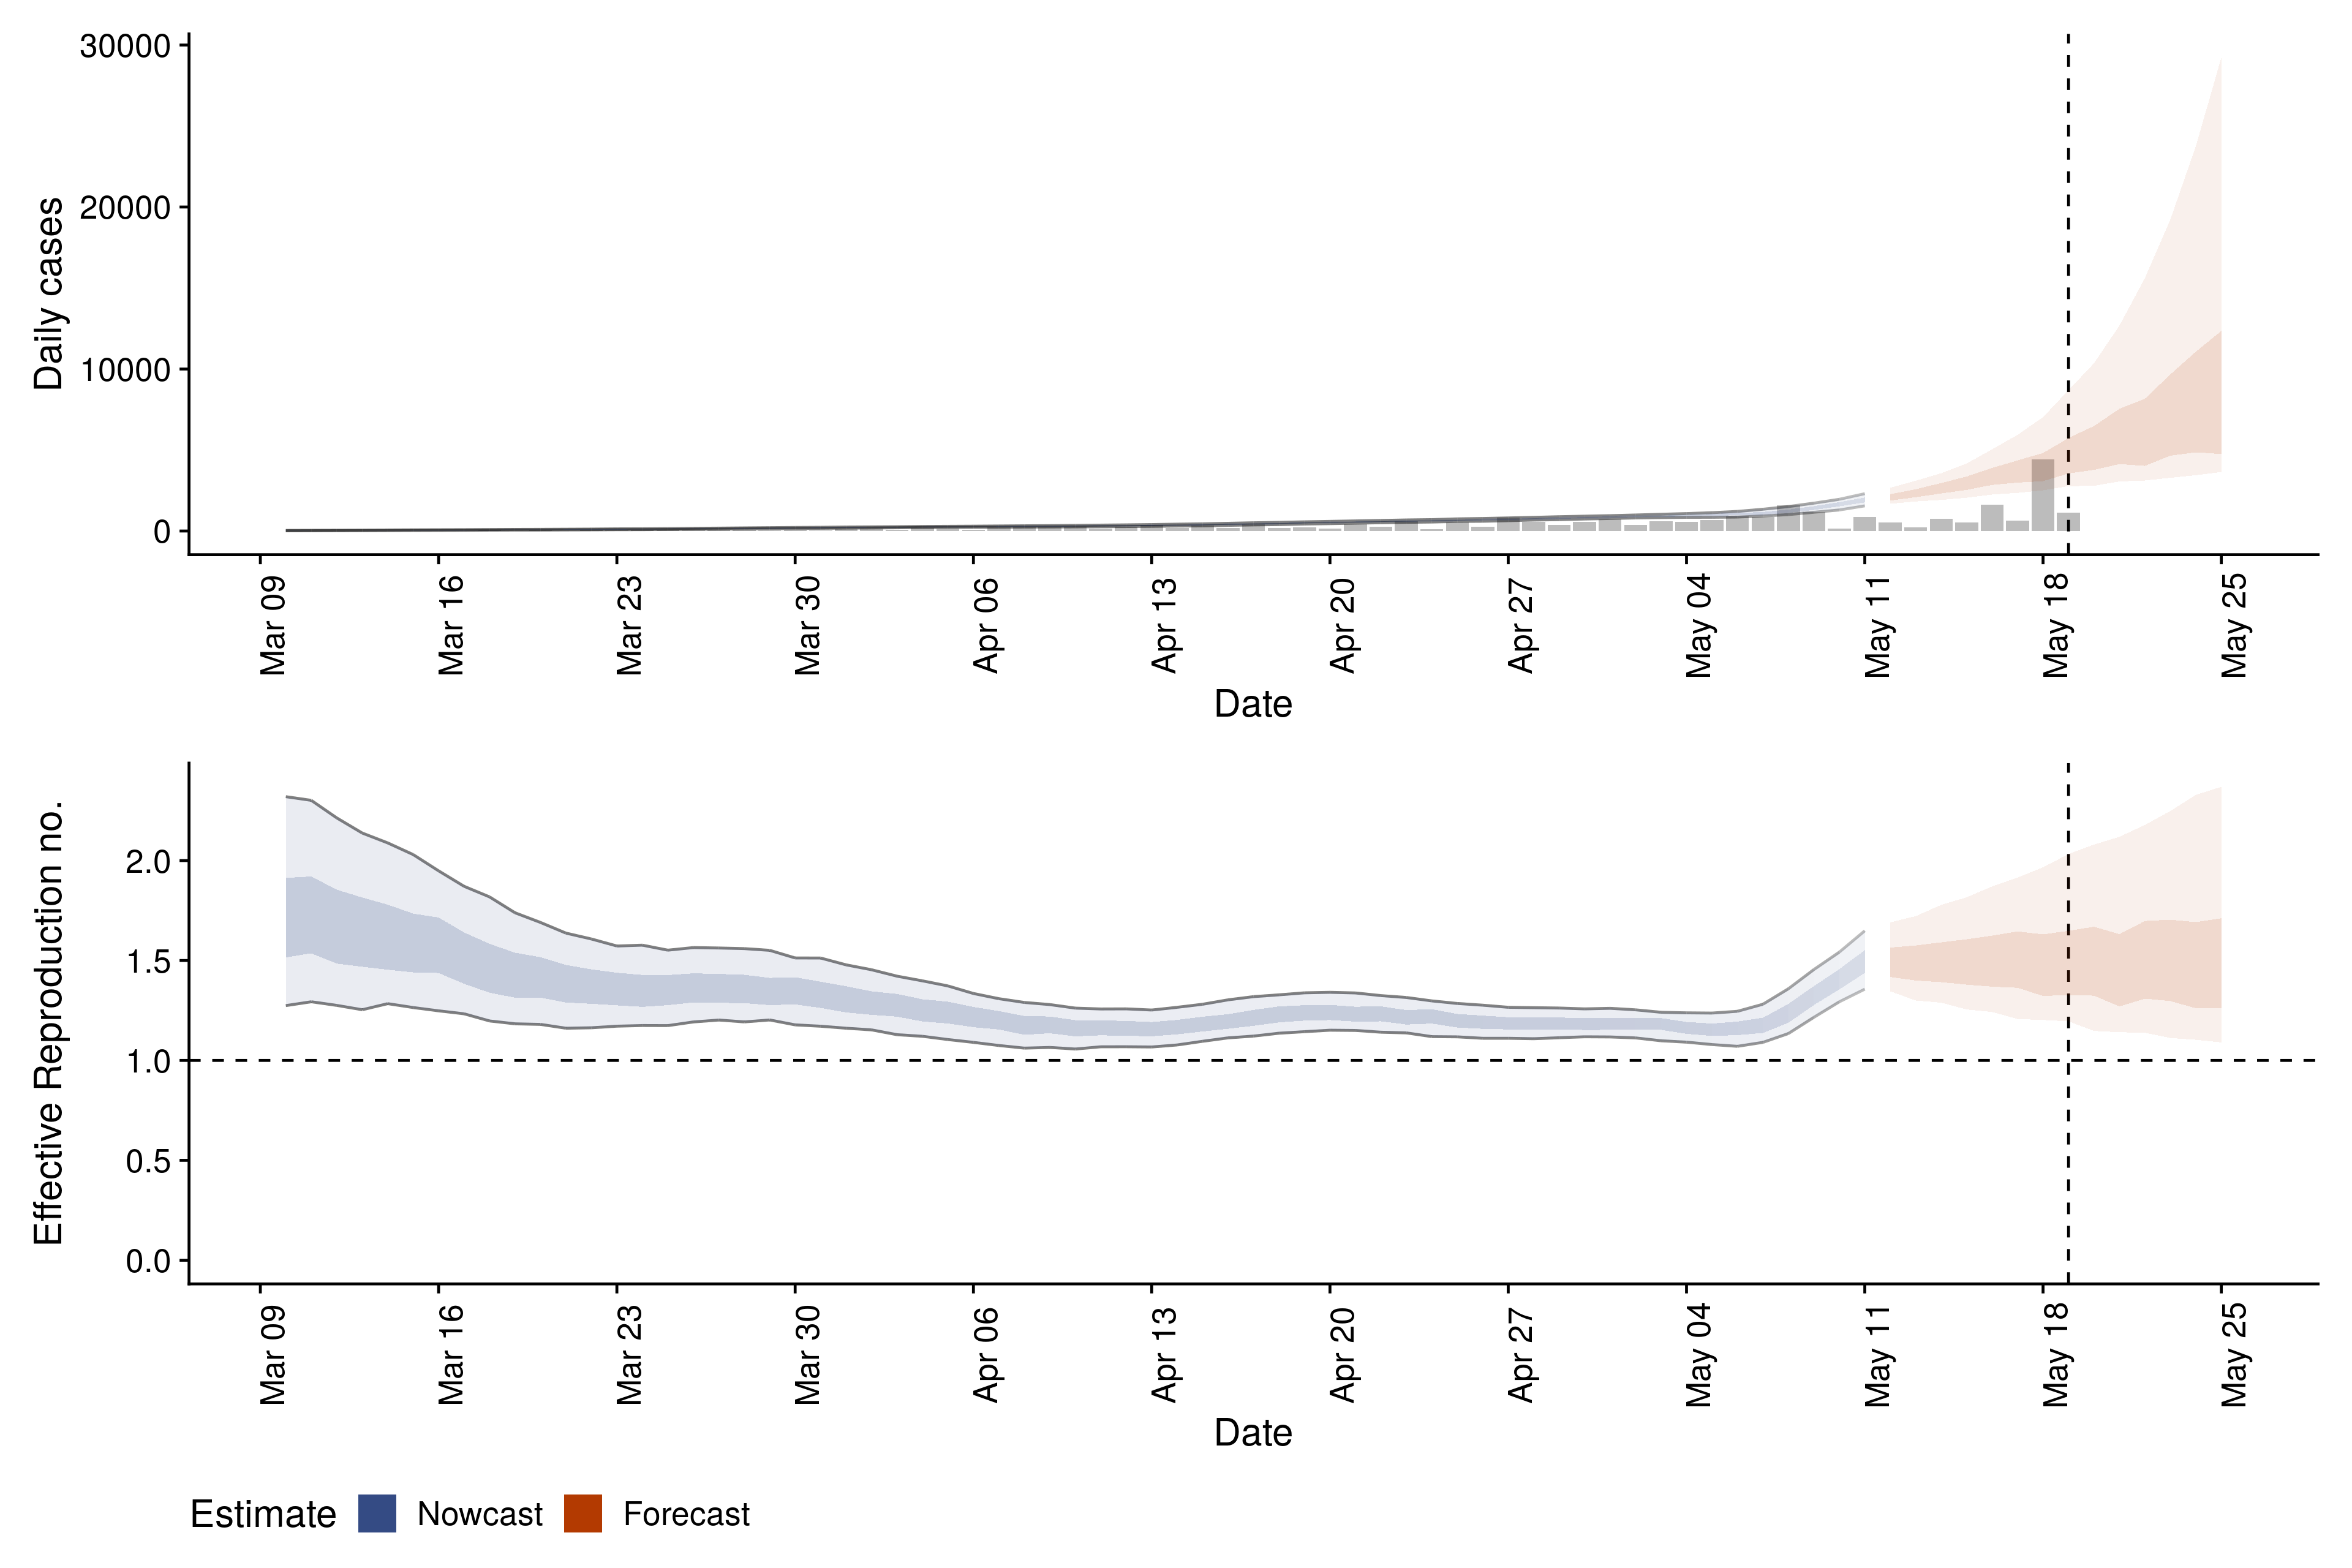 Daily cases
30000
20000
10000
0
Mar 09 Mar 16 Mar 23 Mar 30 Apr 06 Apr 13 Apr 20 Apr 27 May 04 May 11 May 18 May 25
Date
Effective Reproduction no.
2.0
1.5
1.0
0.5
0.0
Mar 09 Mar 16 Mar 23 Mar 30 Apr 06 Apr 13 Apr 20 Apr 27 May 04 May 11 May 18 May 25
Date
Estimate Nowcast Forecast